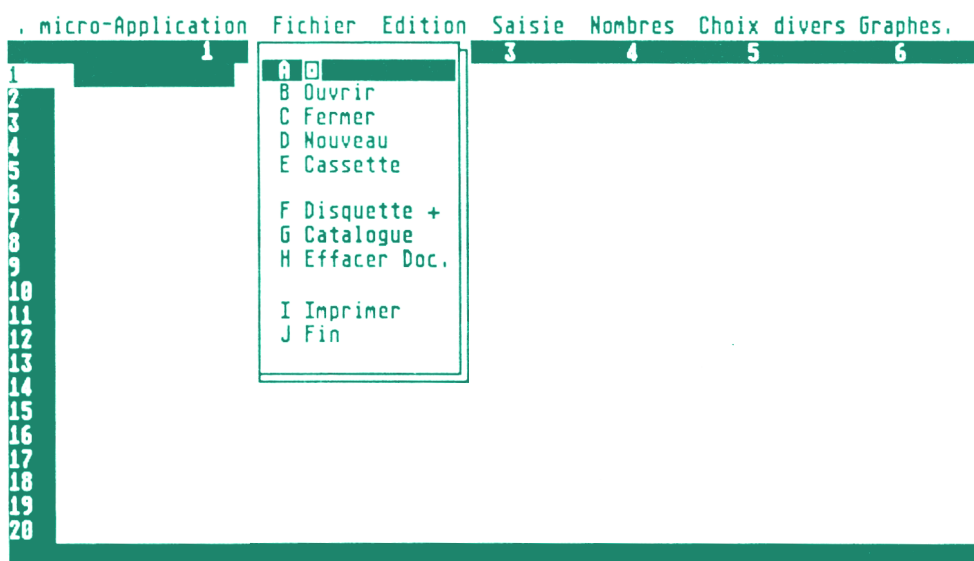 . micro-Application Fichier Edition Saisie Nombres Choix divers Graphes.
1 3 4 5 6
A
1
B Ouvrir
2
C Fermer
3
D Nouveau
4
E Cassette
5
6
F Disquette +
7
G Catalogue
8
H Effacer Doc.
9
10
I Imprimer
11
J Fin
12
13
14
15
16
17
18
19
20